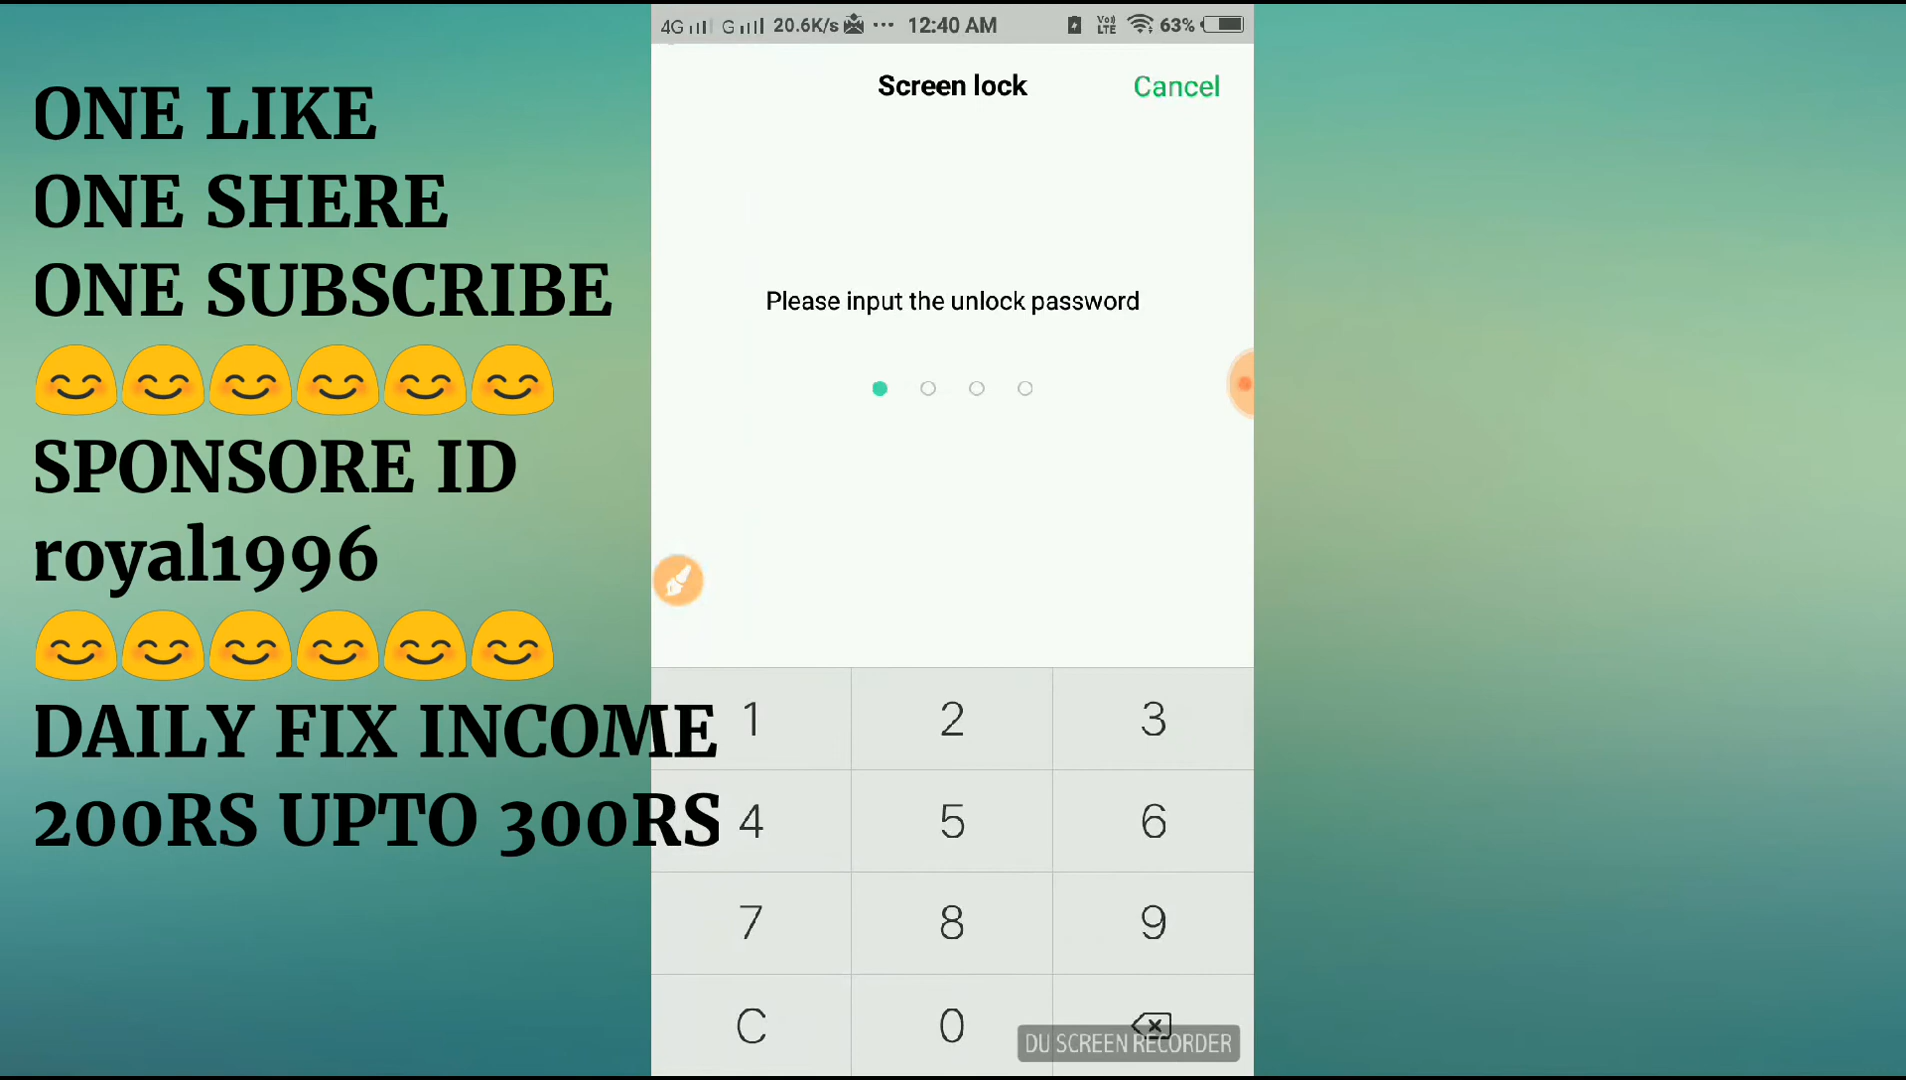 4G G 20.6K/s ... 12:40 AM Vo) LTE 63%
Screen lock Cancel
ONE LIKE
ONE SHERE
ONE SUBSCRIBE
😊😊😊😊😊😊
SPONSORE ID
royal1996
😊😊😊😊😊😊
DAILY FIX INCOME
200RS UPTO 300RS
Please input the unlock password
1 2 3
4 5 6
7 8 9
C 0
DU SCREEN RECORDER